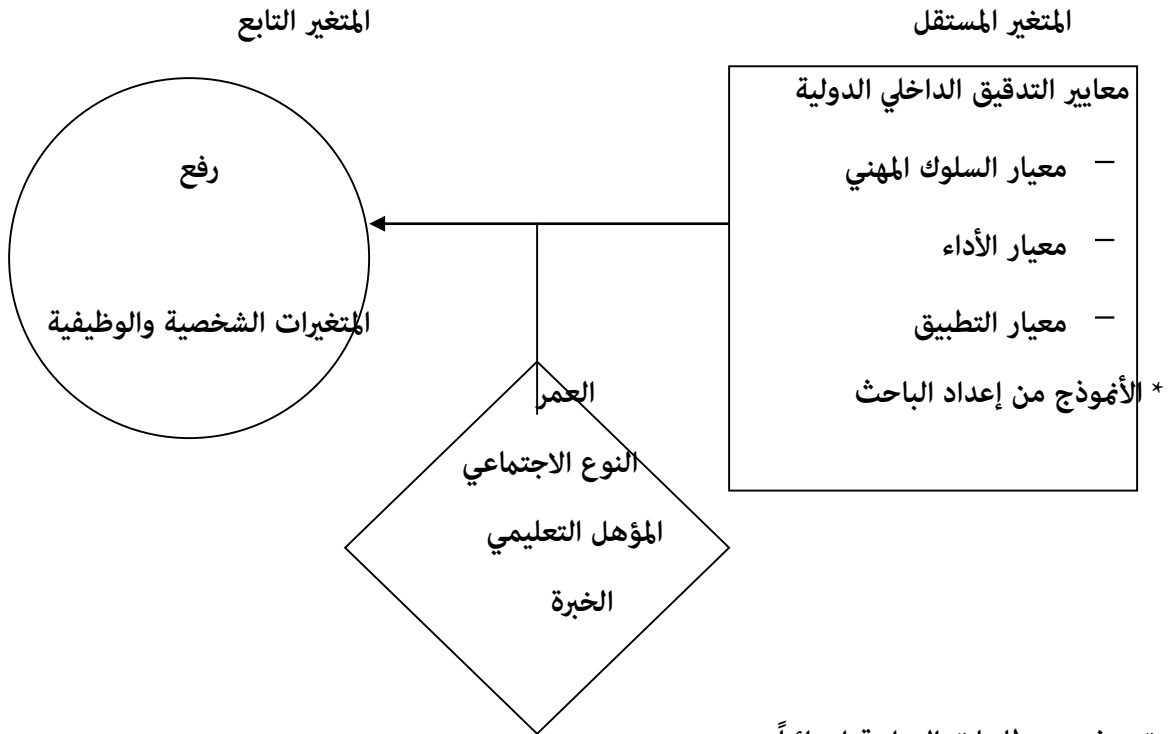 المتغير المستقل
المتغير التابع
معايير التدقيق الداخلي الدولية
– معيار السلوك المهني
– معيار الأداء
– معيار التطبيق
* الأنموذج من إعداد الباحث
رفع
المتغيرات الشخصية والوظيفية
العمر
النوع الاجتماعي
المؤهل التعليمي
الخبرة